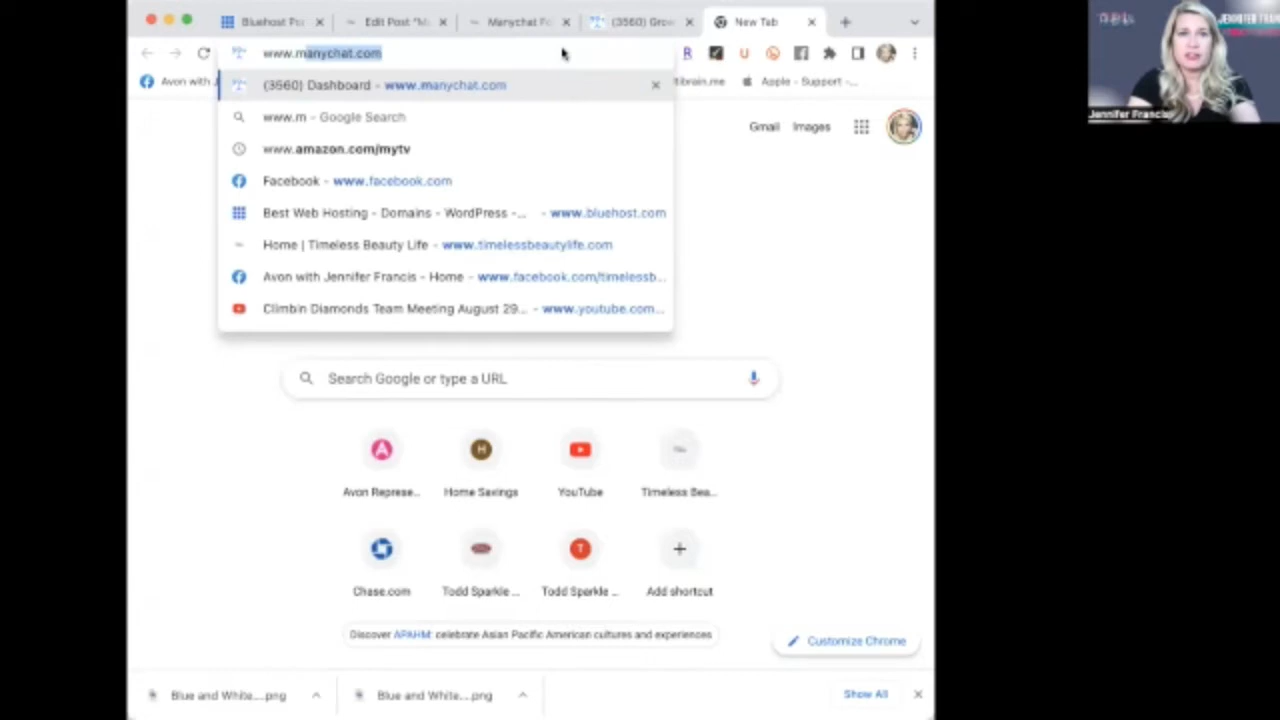 Bluehost Po
Edit Post "M
Manychat Fo
(3560) Grow
New Tab
www.manychat.com
Avon with J
tibrain.me
Apple - Support -...
(3560) Dashboard - www.manychat.com
www.m - Google Search
www.amazon.com/mytv
Facebook - www.facebook.com
Best Web Hosting - Domains - WordPress -... - www.bluehost.com
Home | Timeless Beauty Life - www.timelessbeautylife.com
Avon with Jennifer Francis - Home - www.facebook.com/timelessb...
Climbin Diamonds Team Meeting August 29... - www.youtube.com...
Gmail
Images
Search Google or type a URL
Avon Represe...
Home Savings
YouTube
Timeless Bea...
Chase.com
Todd Sparkle ...
Todd Sparkle ...
Add shortcut
Discover APAHM: celebrate Asian Pacific American cultures and experiences
Customize Chrome
Blue and White....png
Blue and White....png
Show All
JENNIFER FRAN
Jennifer Francis